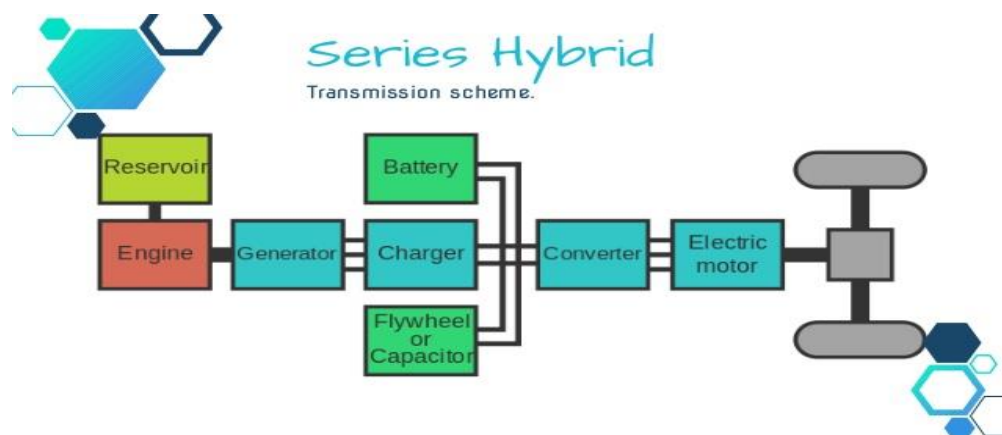 Series Hybrid
Transmission scheme.
Reservoir
Battery
Engine
Generator
Charger
Converter
Electric
motor
Flywheel
or
Capacitor